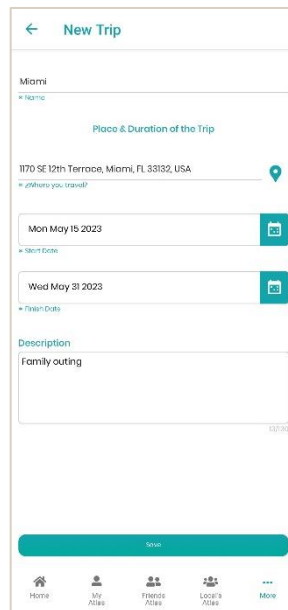 New Trip
Miami
* Name
Place & Duration of the Trip
1170 SE 12th Terrace, Miami, FL 33132, USA
* ¿Where you travel?
Mon May 15 2023
* Start Date
Wed May 31 2023
* Finish Date
Description
Family outing
Save
Home
My Atlas
Friends Atlas
Local's Atlas
More